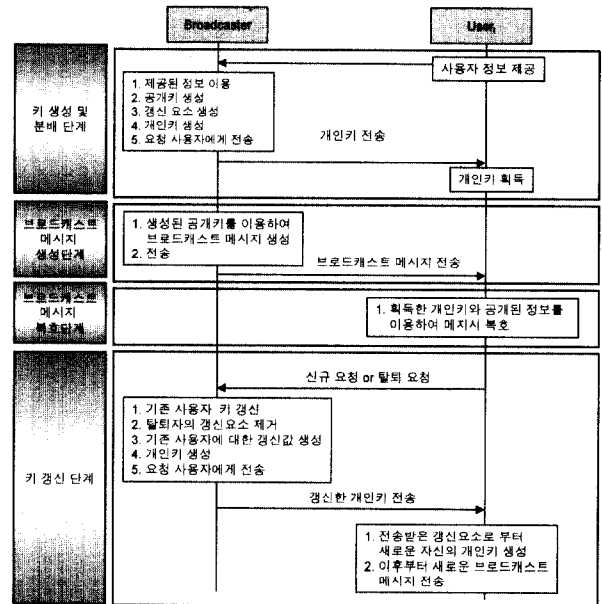 Broadcaster
User₁
키 생성 및
분배 단계
사용자 정보 제공
1. 제공된 정보 이용
2. 공개키 생성
3. 갱신 요소 생성
4. 개인키 생성
5. 요청 사용자에게 전송
개인키 전송
개인키 획득
브로드캐스트
메시지
생성단계
1. 생성된 공개키를 이용하여
브로드캐스트 메시지 생성
2. 전송
브로드캐스트 메시지 전송
브로드캐스트
메시지
복호단계
1. 획득한 개인키와 공개된 정보를
이용하여 메지시 복호
키 갱신 단계
신규 요청 or 탈퇴 요청
1. 기존 사용자 키 갱신
2. 탈퇴자의 갱신요소 제거
3. 기존 사용자에 대한 갱신값 생성
4. 개인키 생성
5. 요청 사용자에게 전송
갱신한 개인키 전송
1. 전송받은 갱신요소로 부터
새로운 자신의 개인키 생성
2. 이후부터 새로운 브로드캐스트
메시지 전송